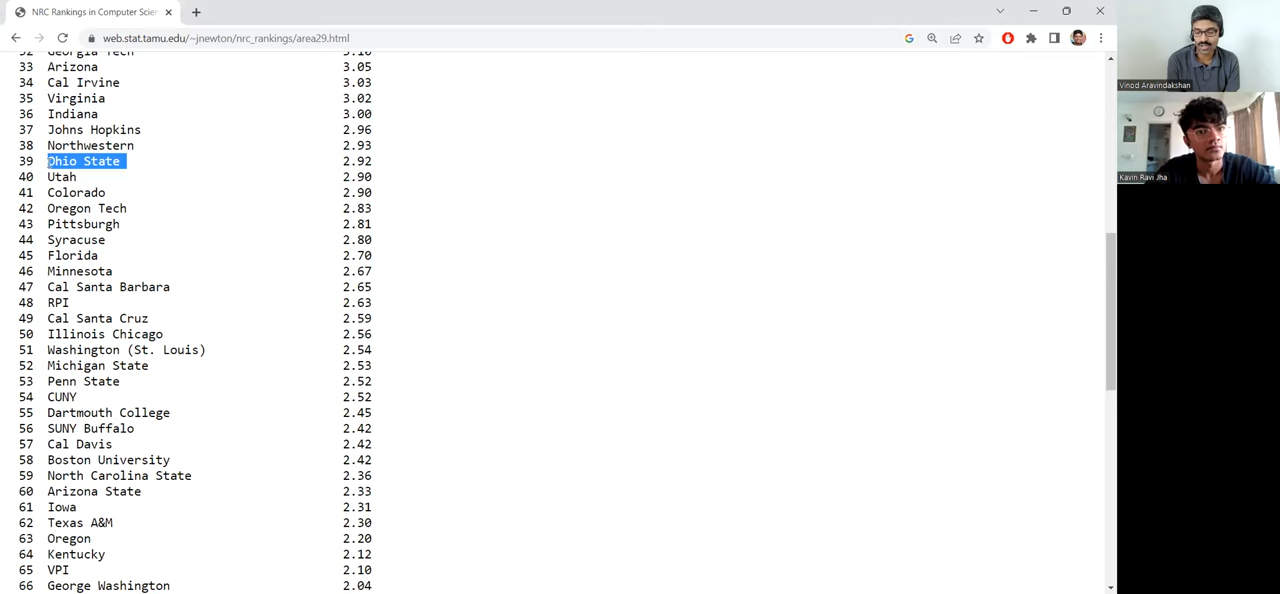 NRC Rankings in Computer Scien
web.stat.tamu.edu/~jnewton/nrc_rankings/area29.html
32 Georgia Tech 3.10
33 Arizona 3.05
34 Cal Irvine 3.03
35 Virginia 3.02
36 Indiana 3.00
37 Johns Hopkins 2.96
38 Northwestern 2.93
39 Ohio State 2.92
40 Utah 2.90
41 Colorado 2.90
42 Oregon Tech 2.83
43 Pittsburgh 2.81
44 Syracuse 2.80
45 Florida 2.70
46 Minnesota 2.67
47 Cal Santa Barbara 2.65
48 RPI 2.63
49 Cal Santa Cruz 2.59
50 Illinois Chicago 2.56
51 Washington (St. Louis) 2.54
52 Michigan State 2.53
53 Penn State 2.52
54 CUNY 2.52
55 Dartmouth College 2.45
56 SUNY Buffalo 2.42
57 Cal Davis 2.42
58 Boston University 2.42
59 North Carolina State 2.36
60 Arizona State 2.33
61 Iowa 2.31
62 Texas A&M 2.30
63 Oregon 2.20
64 Kentucky 2.12
65 VPI 2.10
66 George Washington 2.04
Vinod Aravindakshan
Kavin Ravi Jha